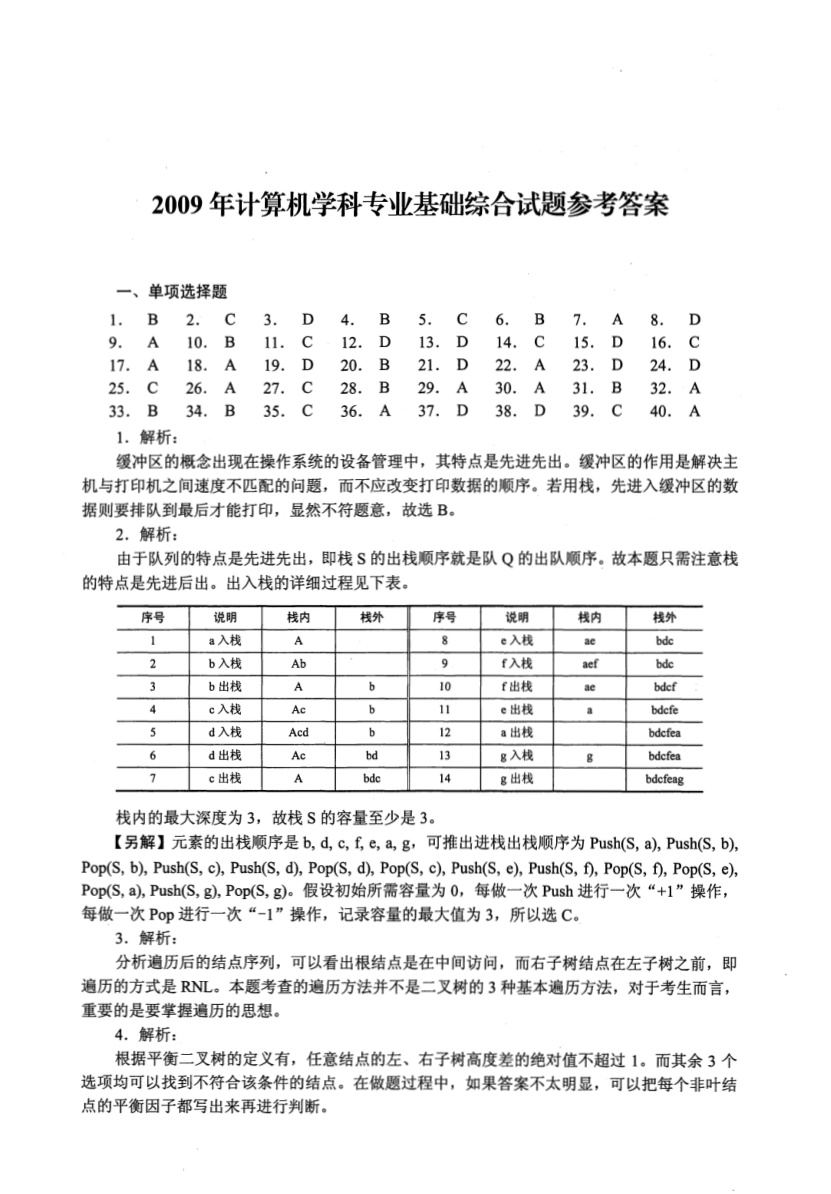 2009 年计算机学科专业基础综合试题参考答案
一、单项选择题
1. B 2. C 3. D 4. B 5. C 6. B 7. A 8. D
9. A 10. B 11. C 12. D 13. D 14. C 15. D 16. C
17. A 18. A 19. D 20. B 21. D 22. A 23. D 24. D
25. C 26. A 27. C 28. B 29. A 30. A 31. B 32. A
33. B 34. B 35. C 36. A 37. D 38. D 39. C 40. A
1. 解析：
缓冲区的概念出现在操作系统的设备管理中，其特点是先进先出。缓冲区的作用是解决主
机与打印机之间速度不匹配的问题，而不应改变打印数据的顺序。若用栈，先进入缓冲区的数
据则要排队到最后才能打印，显然不符题意，故选 B。
2. 解析：
由于队列的特点是先进先出，即栈 S 的出栈顺序就是队 Q 的出队顺序。故本题只需注意栈
的特点是先进后出。出入栈的详细过程见下表。
序号 说明 栈内 栈外 序号 说明 栈内 栈外
1 a 入栈 A 8 e 入栈 ae bdc
2 b 入栈 Ab 9 f 入栈 aef bdc
3 b 出栈 A b 10 f 出栈 ae bdcf
4 c 入栈 Ac b 11 e 出栈 a bdcfe
5 d 入栈 Acd b 12 a 出栈 bdcfea
6 d 出栈 Ac bd 13 g 入栈 g bdcfea
7 c 出栈 A bdc 14 g 出栈 bdcfeag
栈内的最大深度为 3，故栈 S 的容量至少是 3。
【另解】元素的出栈顺序是 b, d, c, f, e, a, g，可推出进栈出栈顺序为 Push(S, a), Push(S, b),
Pop(S, b), Push(S, c), Push(S, d), Pop(S, d), Pop(S, c), Push(S, e), Push(S, f), Pop(S, f), Pop(S, e),
Pop(S, a), Push(S, g), Pop(S, g)。假设初始所需容量为 0，每做一次 Push 进行一次“+1”操作，
每做一次 Pop 进行一次“-1”操作，记录容量的最大值为 3，所以选 C。
3. 解析：
分析遍历后的结点序列，可以看出根结点是在中间访问，而右子树结点在左子树之前，即
遍历的方式是 RNL。本题考查的遍历方法并不是二叉树的 3 种基本遍历方法，对于考生而言，
重要的是要掌握遍历的思想。
4. 解析：
根据平衡二叉树的定义有，任意结点的左、右子树高度差的绝对值不超过 1。而其余 3 个
选项均可以找到不符合该条件的结点。在做题过程中，如果答案不太明显，可以把每个非叶结
点的平衡因子都写出来再进行判断。